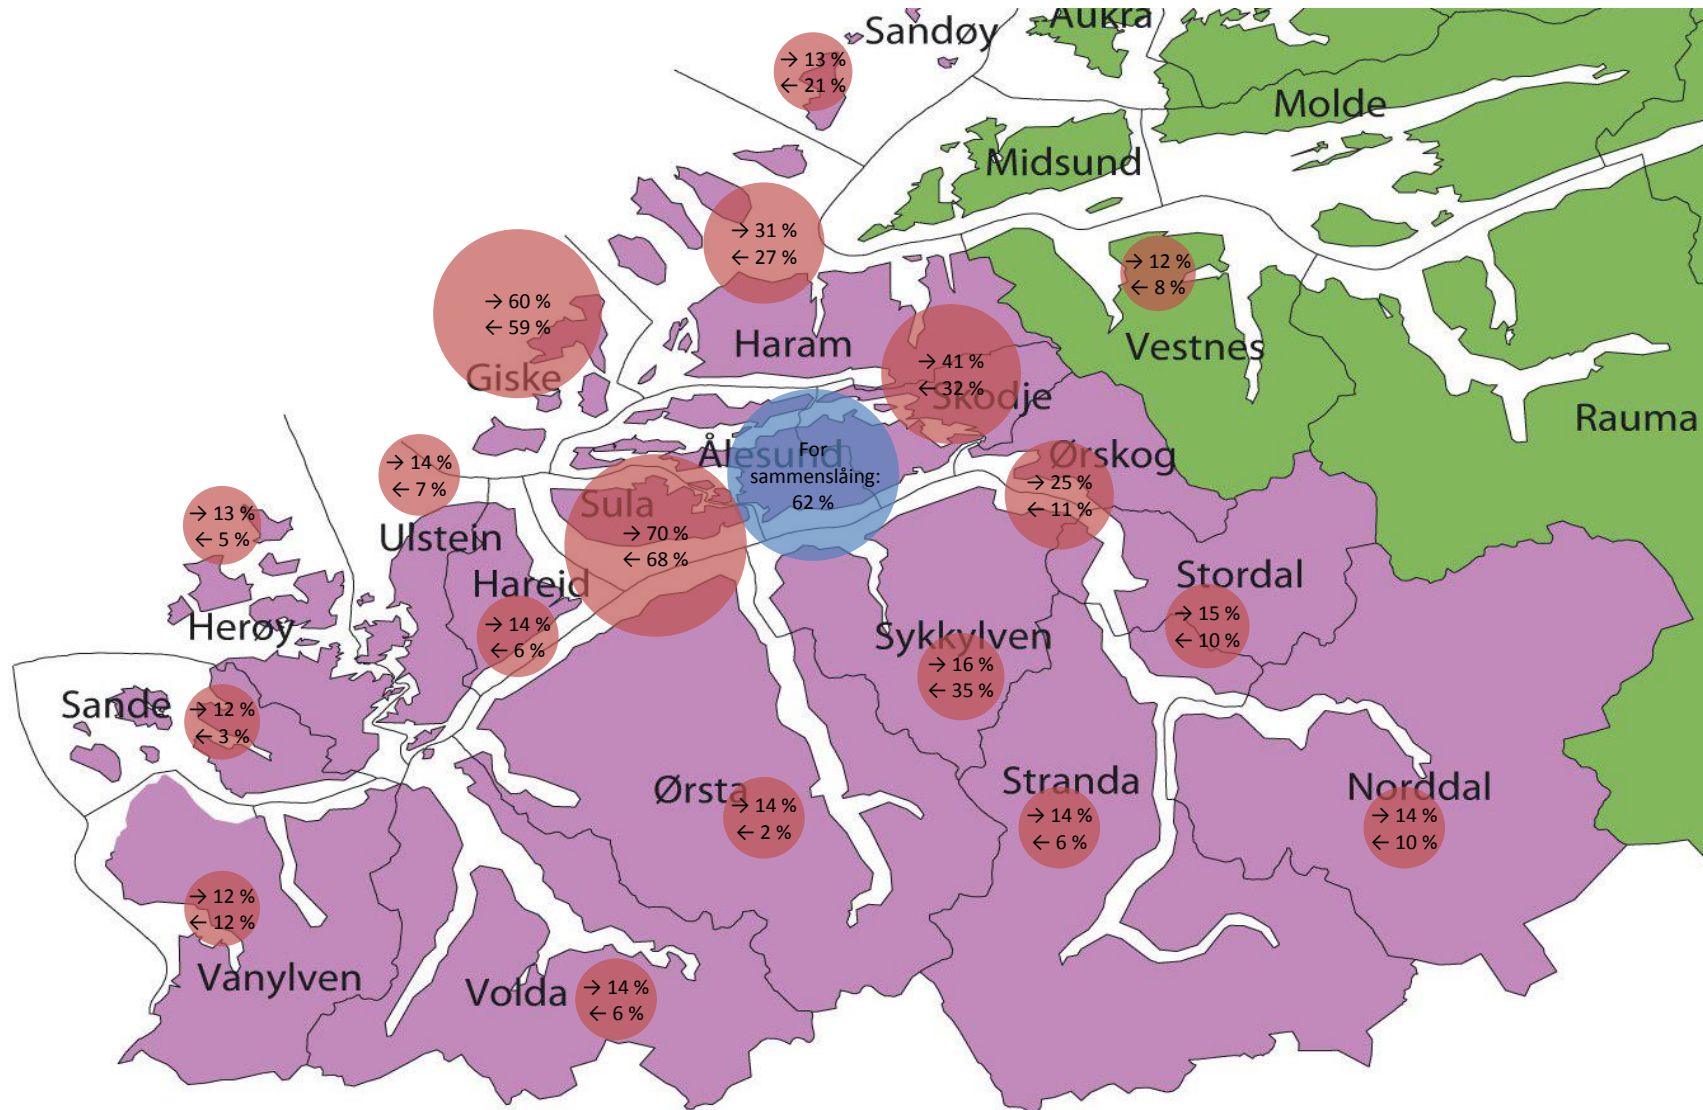 Sandøy
Aukra
→ 13 %
← 21 %
Molde
Midsund
→ 31 %
← 27 %
→ 12 %
← 8 %
→ 60 %
← 59 %
Haram
Vestnes
Giske
→ 41 %
← 32 %
Skodje
Rauma
Ålesund
For
sammenslåing:
62 %
Ørskog
→ 25 %
← 11 %
→ 14 %
← 7 %
Sula
→ 70 %
← 68 %
→ 13 %
← 5 %
Ulstein
Hareid
→ 14 %
← 6 %
Herøy
Stordal
→ 15 %
← 10 %
Sykkylven
→ 16 %
← 35 %
Sande
→ 12 %
← 3 %
Ørsta
→ 14 %
← 2 %
Stranda
→ 14 %
← 6 %
Norddal
→ 14 %
← 10 %
→ 12 %
← 12 %
Vanylven
Volda
→ 14 %
← 6 %